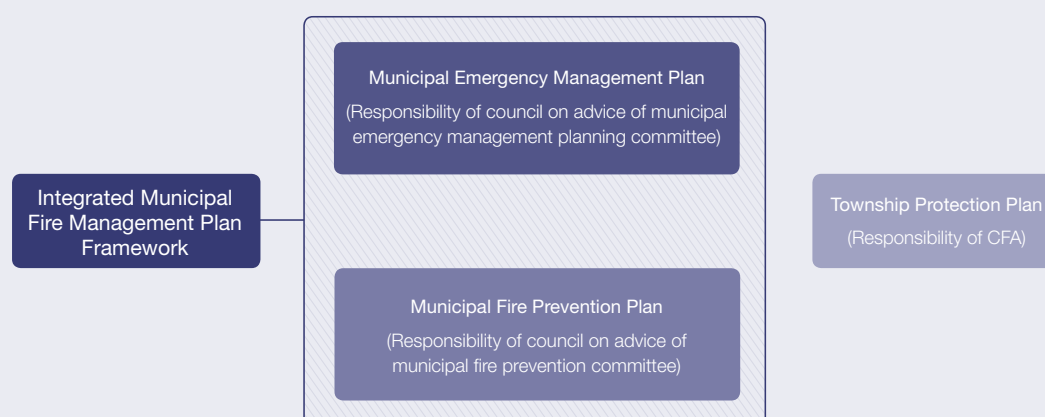 Municipal Emergency Management Plan
(Responsibility of council on advice of municipal
emergency management planning committee)
Integrated Municipal
Fire Management Plan
Framework
Township Protection Plan
(Responsibility of CFA)
Municipal Fire Prevention Plan
(Responsibility of council on advice of
municipal fire prevention committee)